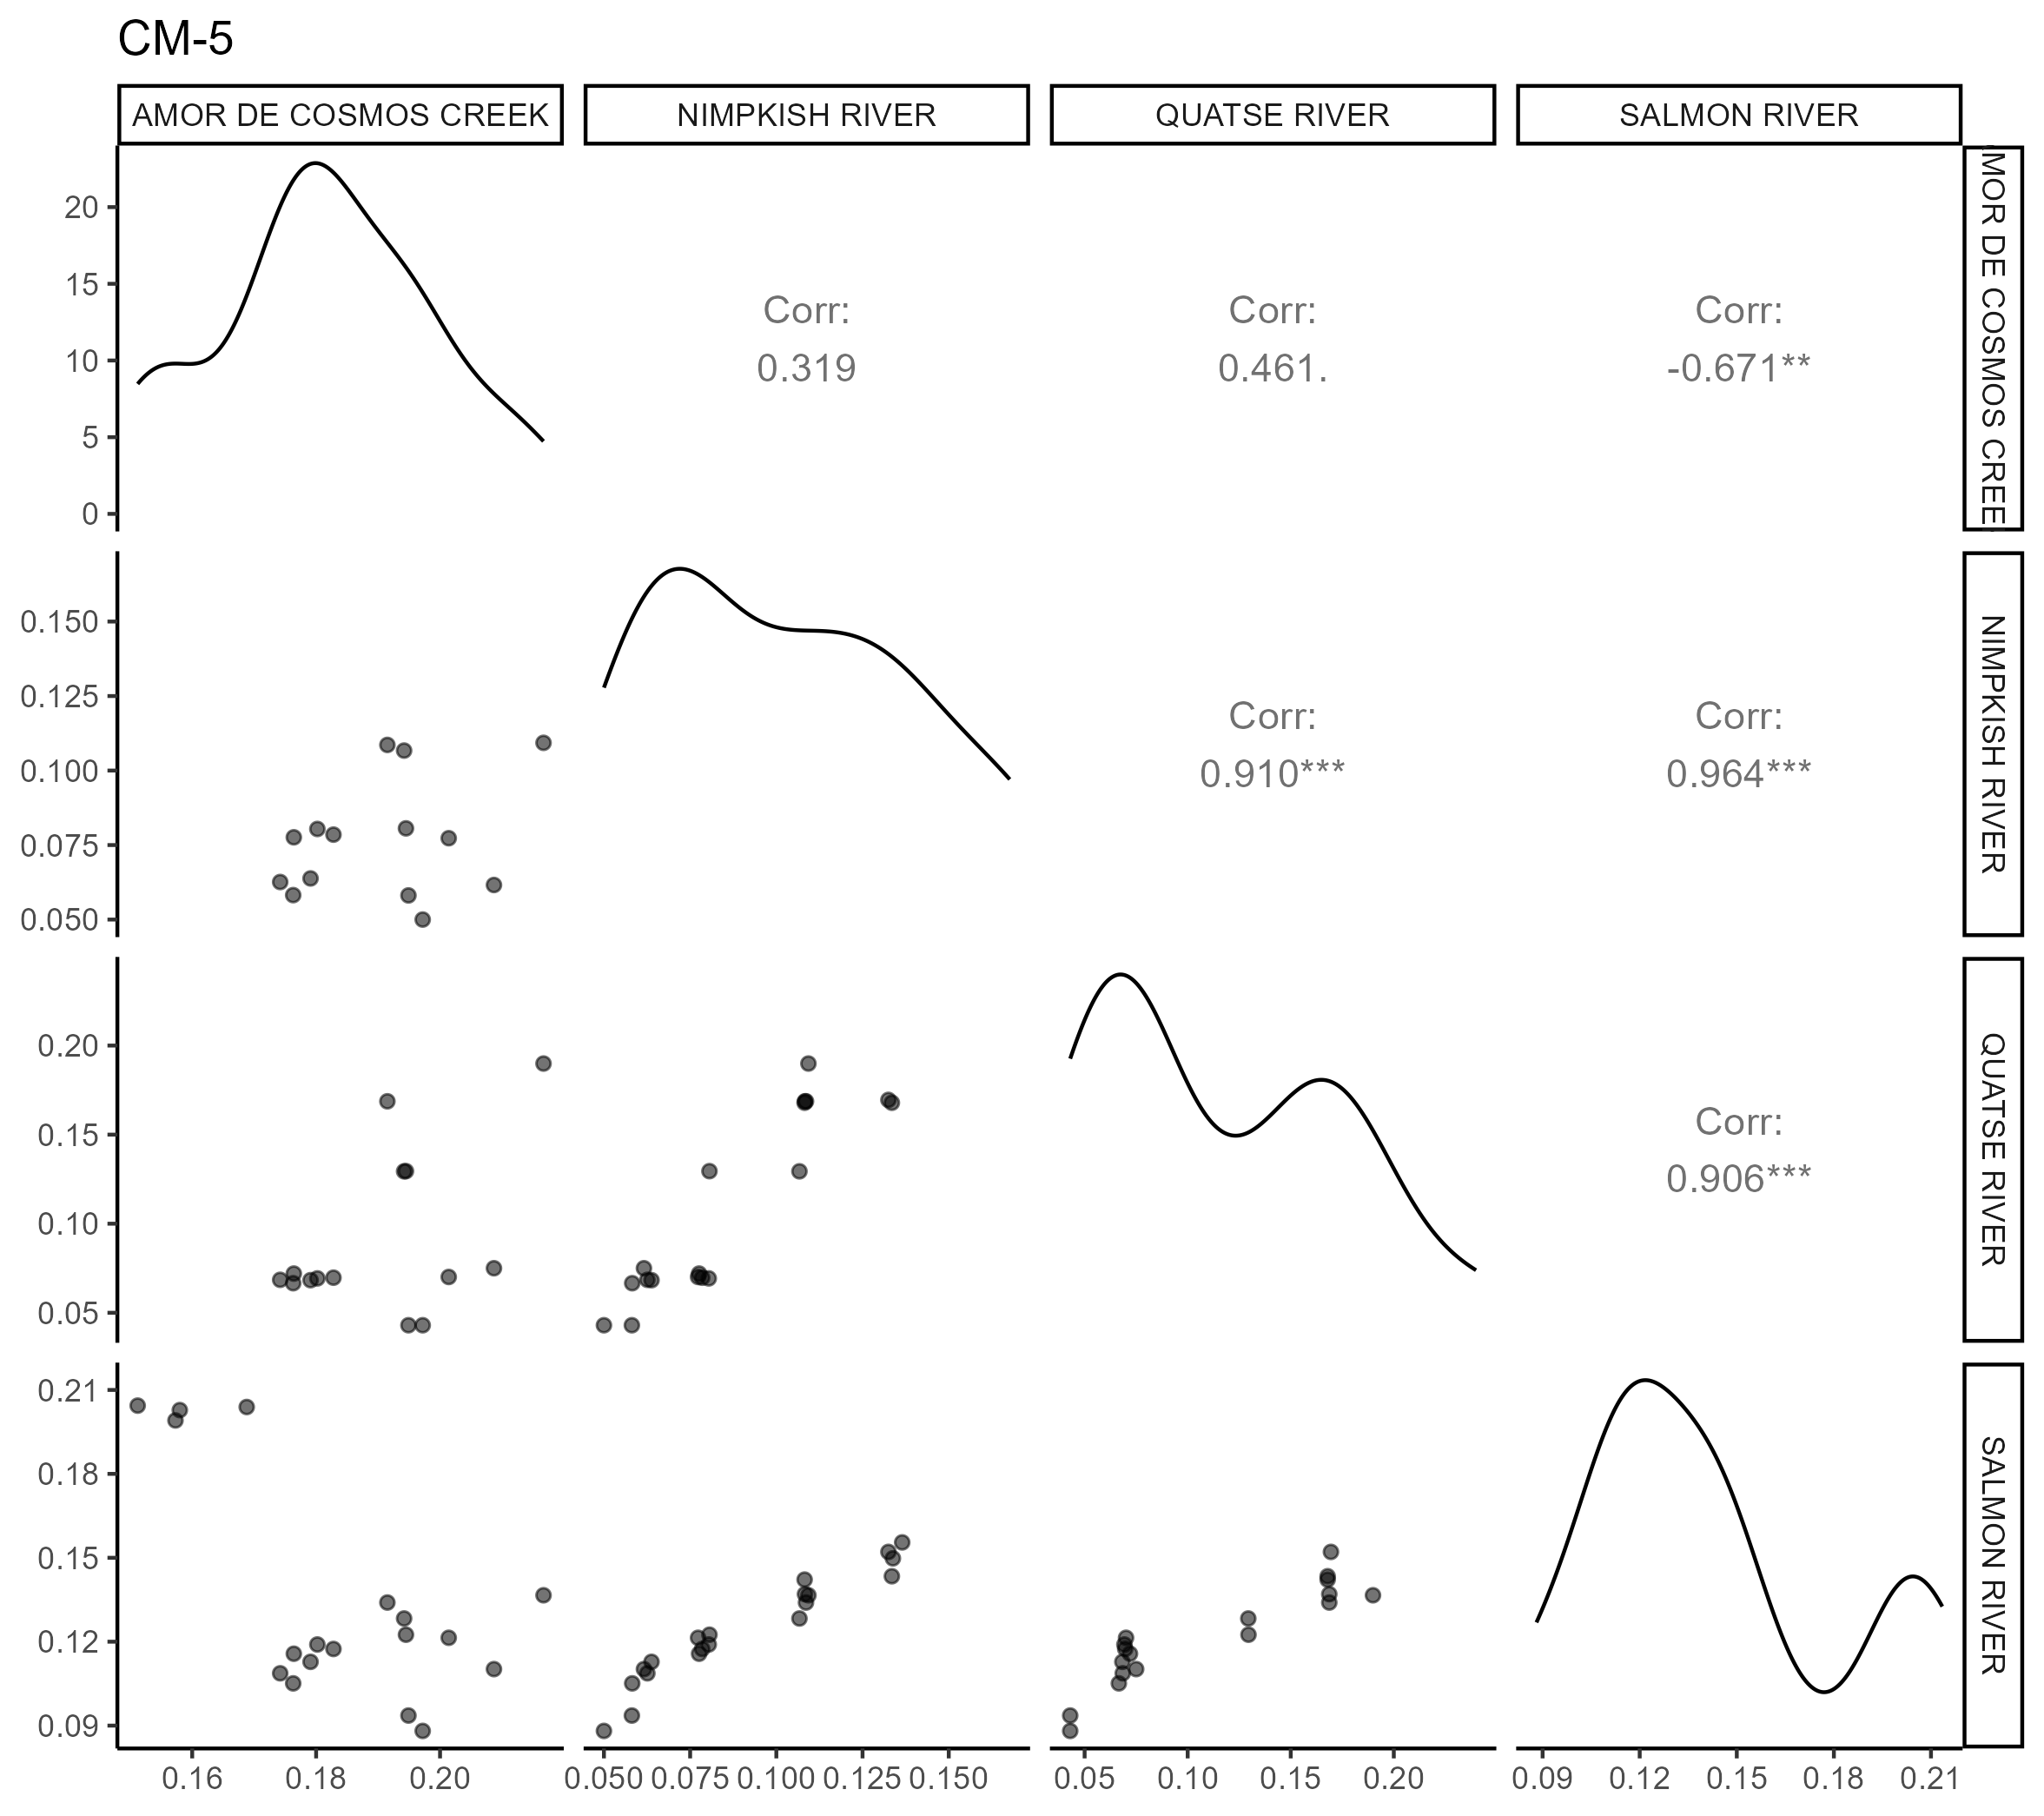 CM-5
AMOR DE COSMOS CREEK NIMPKISH RIVER QUATSE RIVER SALMON RIVER
20
15
10
5
0
Corr:
0.319
Corr:
0.461.
Corr:
-0.671**
MOR DE COSMOS CREE
0.150
0.125
0.100
0.075
0.050
Corr:
0.910***
Corr:
0.964***
NIMPKISH RIVER
0.20
0.15
0.10
0.05
Corr:
0.906***
QUATSE RIVER
0.21
0.18
0.15
0.12
0.09
SALMON RIVER
0.16 0.18 0.20 0.050 0.075 0.100 0.125 0.150 0.05 0.10 0.15 0.20 0.09 0.12 0.15 0.18 0.21